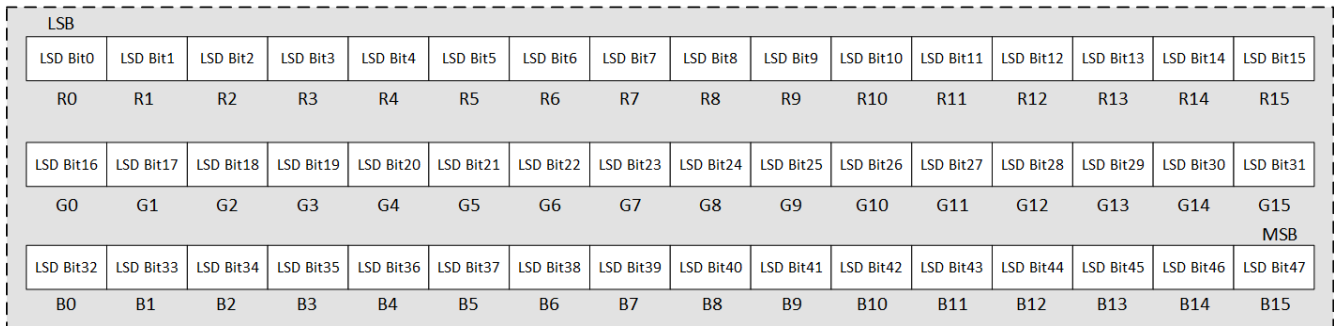 LSB
LSD Bit0 LSD Bit1 LSD Bit2 LSD Bit3 LSD Bit4 LSD Bit5 LSD Bit6 LSD Bit7 LSD Bit8 LSD Bit9 LSD Bit10 LSD Bit11 LSD Bit12 LSD Bit13 LSD Bit14 LSD Bit15
R0 R1 R2 R3 R4 R5 R6 R7 R8 R9 R10 R11 R12 R13 R14 R15
LSD Bit16 LSD Bit17 LSD Bit18 LSD Bit19 LSD Bit20 LSD Bit21 LSD Bit22 LSD Bit23 LSD Bit24 LSD Bit25 LSD Bit26 LSD Bit27 LSD Bit28 LSD Bit29 LSD Bit30 LSD Bit31
G0 G1 G2 G3 G4 G5 G6 G7 G8 G9 G10 G11 G12 G13 G14 G15
MSB
LSD Bit32 LSD Bit33 LSD Bit34 LSD Bit35 LSD Bit36 LSD Bit37 LSD Bit38 LSD Bit39 LSD Bit40 LSD Bit41 LSD Bit42 LSD Bit43 LSD Bit44 LSD Bit45 LSD Bit46 LSD Bit47
B0 B1 B2 B3 B4 B5 B6 B7 B8 B9 B10 B11 B12 B13 B14 B15